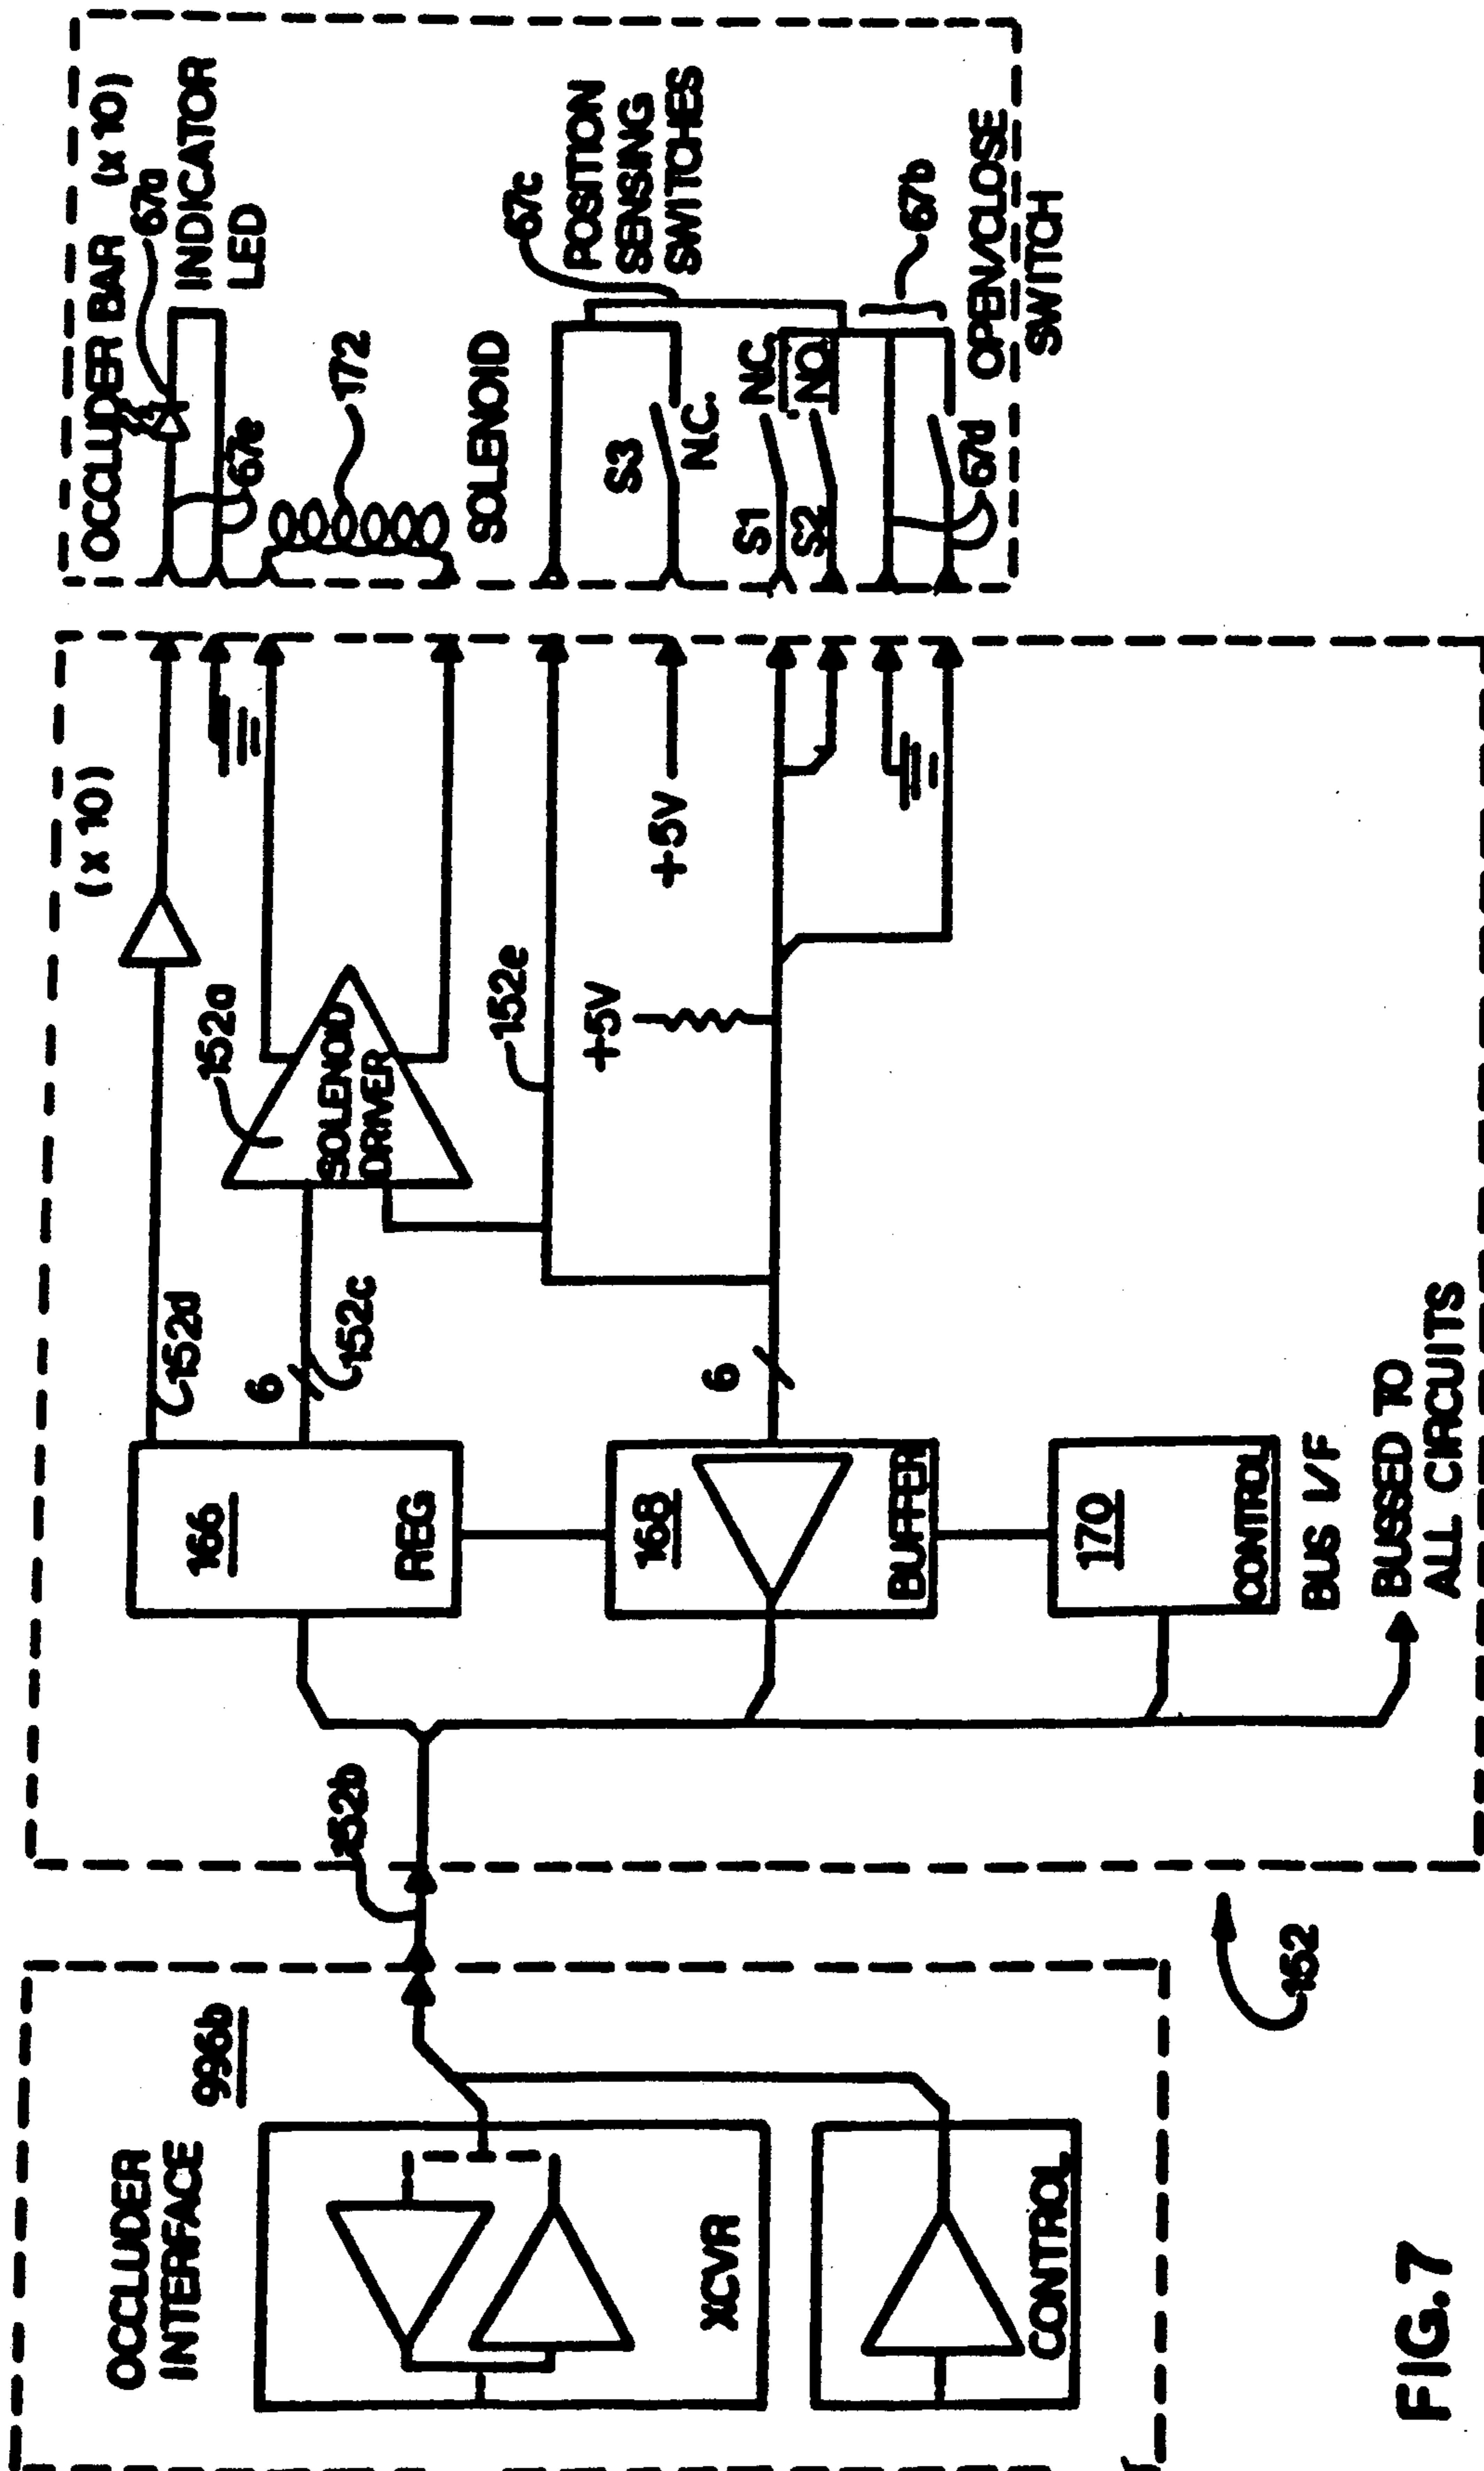 OCCLUDER
INTERFACE
996b
XCVR
CONTROL
152b
152
(x 10)
166
REG
168
BUFFER
170
CONTROL
BUS I/F
BUSSED TO
ALL CIRCUITS
152d
6
152c
6
152a
SOLENOID
DRIVER
152e
+5V
+5V
OCCLUDER BAR (x 10)
67a
INDICATOR
LED
67e
172
SOLENOID
67c
POSITION
SENSING
SWITCHES
S3
N.C.
S1
NC
S2
NO
67b
67d
OPEN/CLOSE
SWITCH
FIG. 7